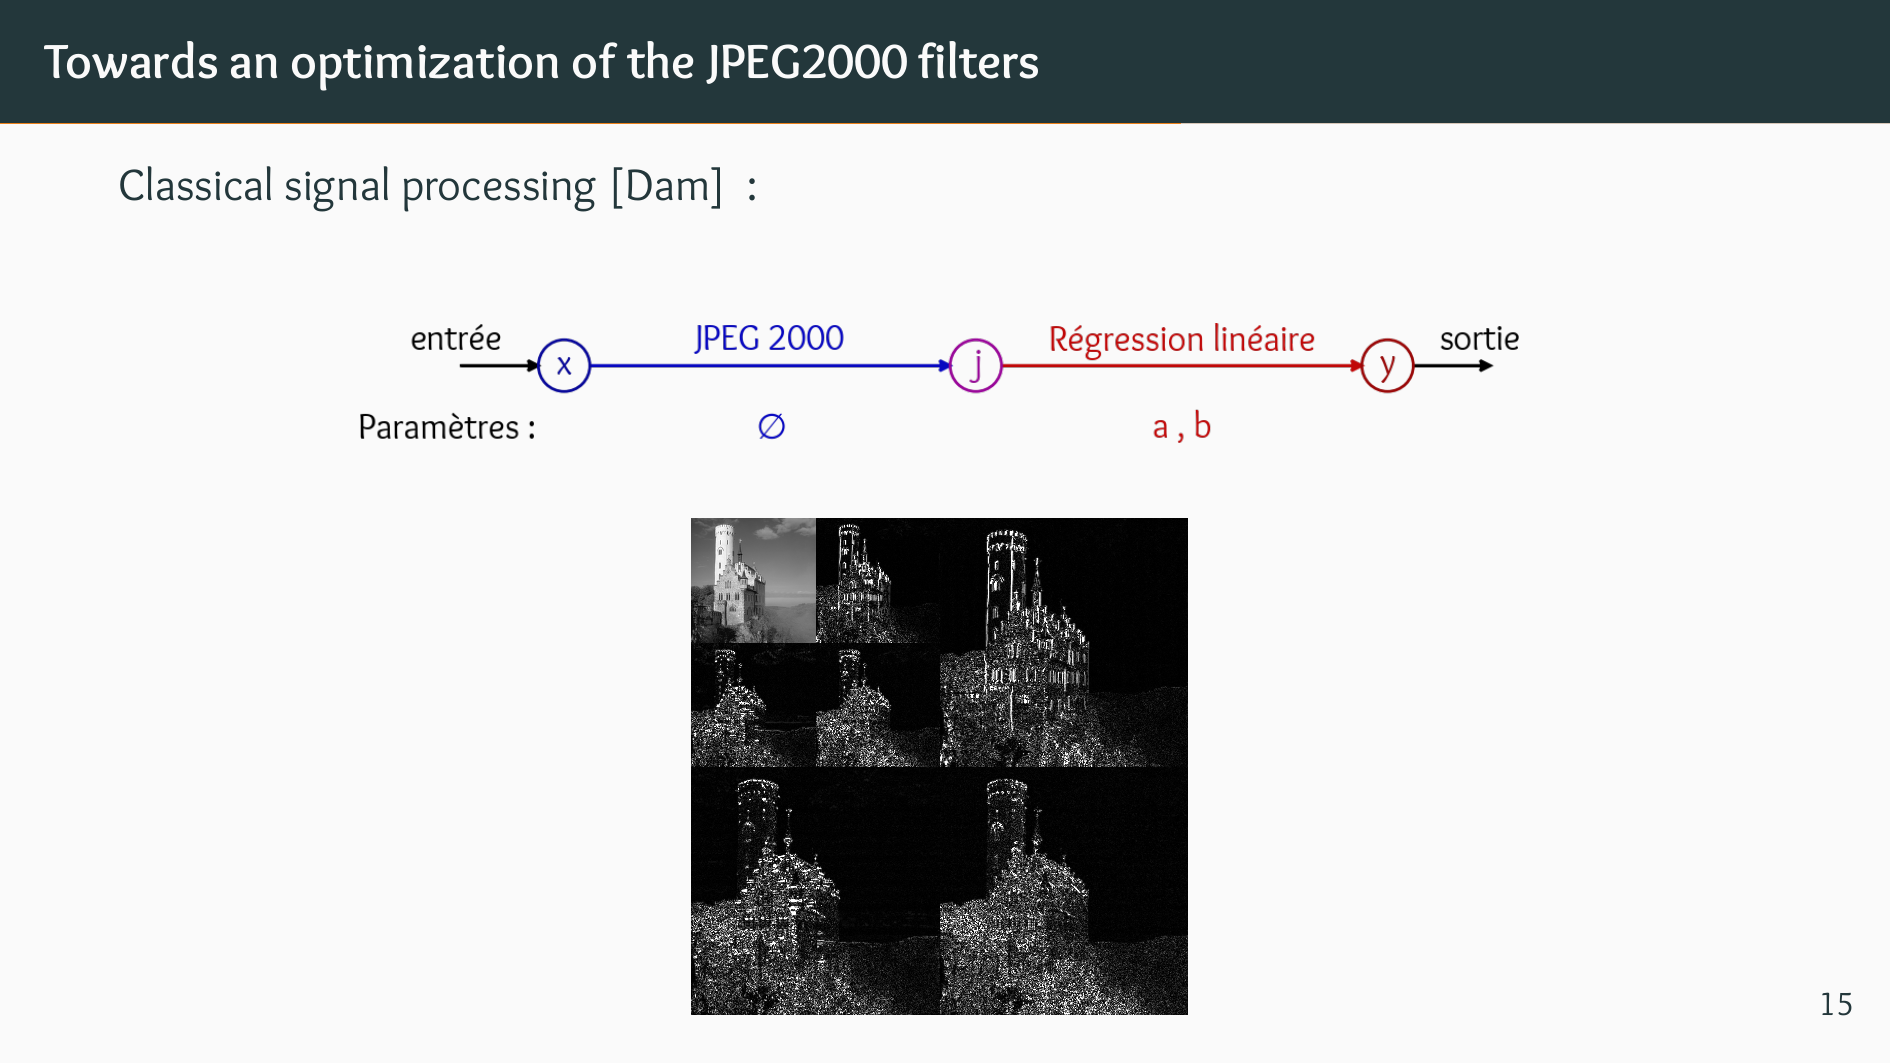 Towards an optimization of the JPEG2000 filters
Classical signal processing [Dam] :
entrée JPEG 2000 Régression linéaire sortie
x j y
Paramètres : ∅ a , b
15